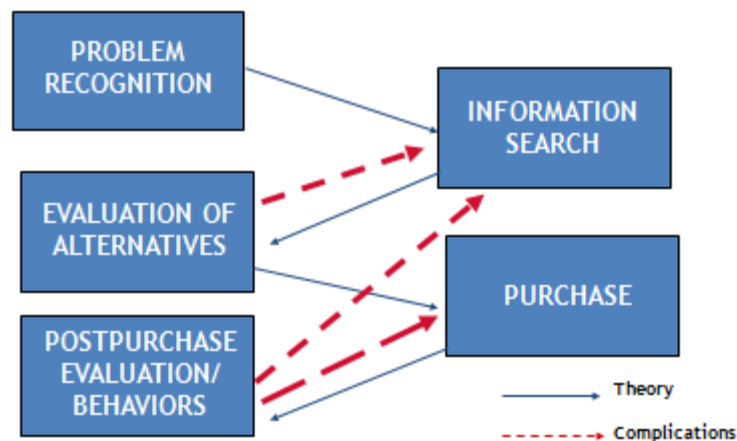 PROBLEM
RECOGNITION
INFORMATION
SEARCH
EVALUATION OF
ALTERNATIVES
PURCHASE
POSTPURCHASE
EVALUATION/
BEHAVIORS
Theory
Complications